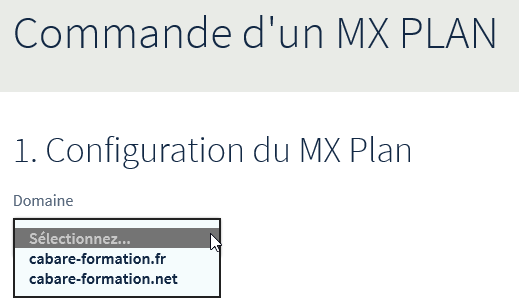 Commande d'un MX PLAN
1. Configuration du MX Plan
Domaine
Sélectionnez...
cabare-formation.fr
cabare-formation.net